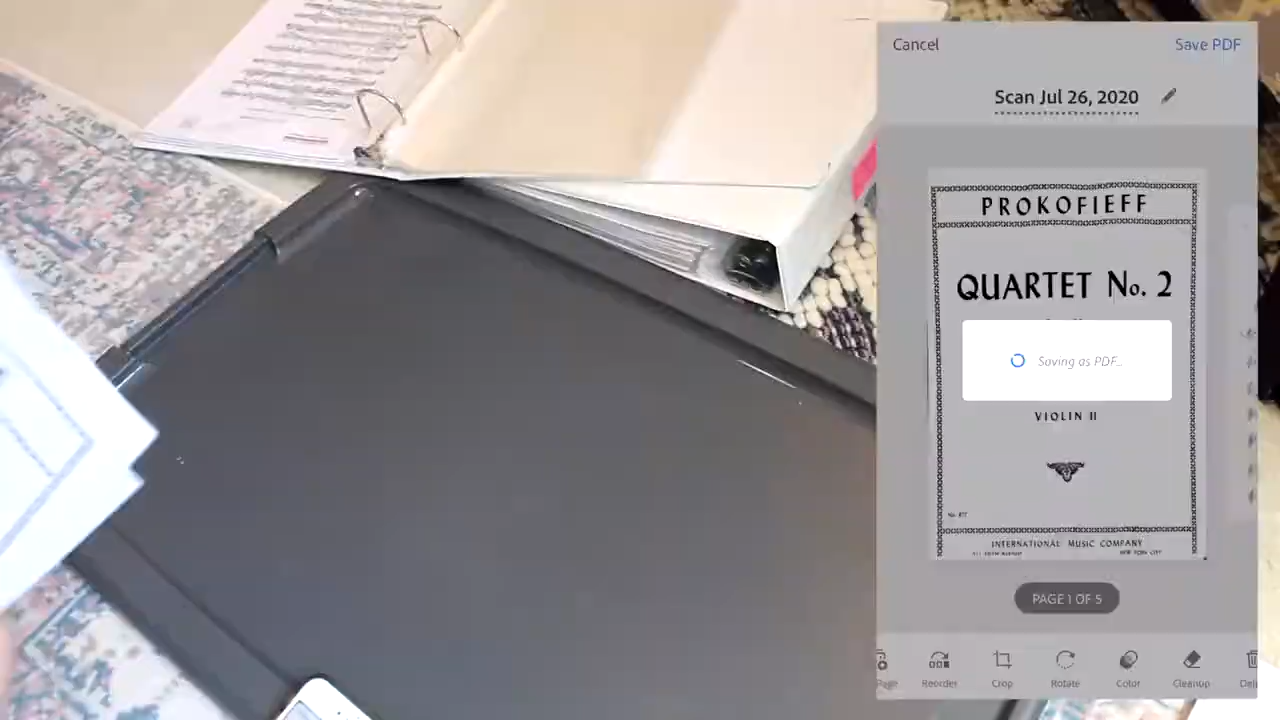 Cancel
Save PDF
Scan Jul 26, 2020
PROKOFIEFF
QUARTET No. 2
Saving as PDF...
VIOLIN II
INTERNATIONAL MUSIC COMPANY
NEW YORK CITY
PAGE 1 OF 5
Page
Reorder
Crop
Rotate
Color
Cleanup